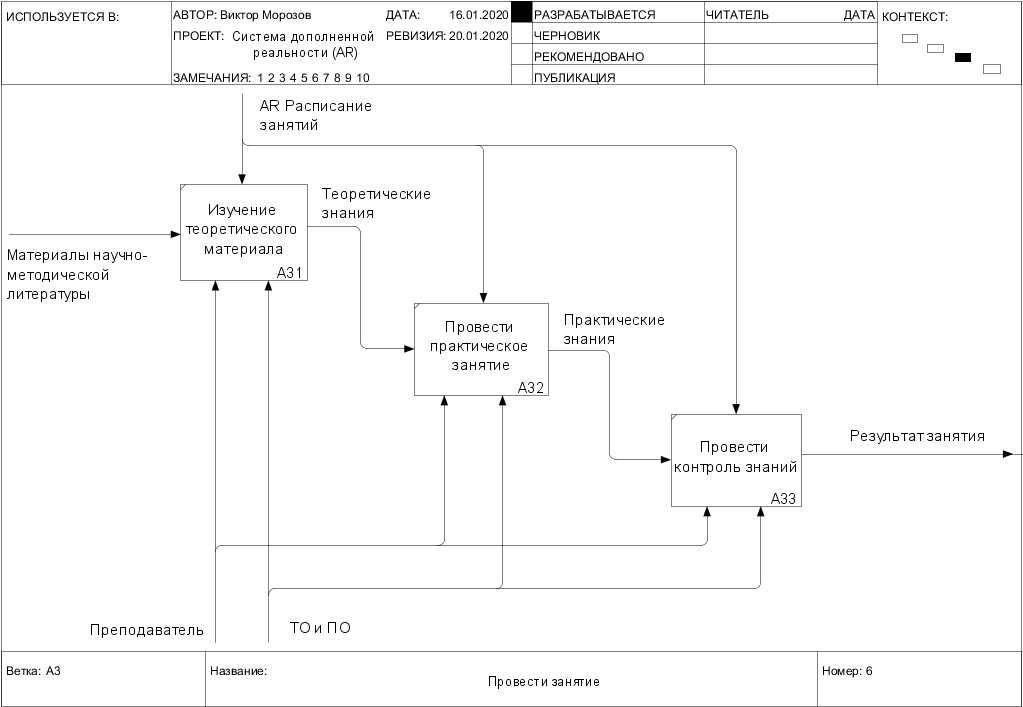 ИСПОЛЬЗУЕТСЯ В:
АВТОР: Виктор Морозов
ДАТА: 16.01.2020
РАЗРАБАТЫВАЕТСЯ
ЧИТАТЕЛЬ
ДАТА
КОНТЕКСТ:
ПРОЕКТ: Система дополненной
реальности (AR)
РЕВИЗИЯ: 20.01.2020
ЧЕРНОВИК
РЕКОМЕНДОВАНО
ЗАМЕЧАНИЯ: 1 2 3 4 5 6 7 8 9 10
ПУБЛИКАЦИЯ
AR Расписание
занятий
Теоретические
знания
Изучение
теоретического
материала
A31
Материалы научно-
методической
литературы
Практические
знания
Провести
практическое
занятие
A32
Результат занятия
Провести
контроль знаний
A33
Преподаватель
ТО и ПО
Ветка: A3
Название:
Провести занятие
Номер: 6